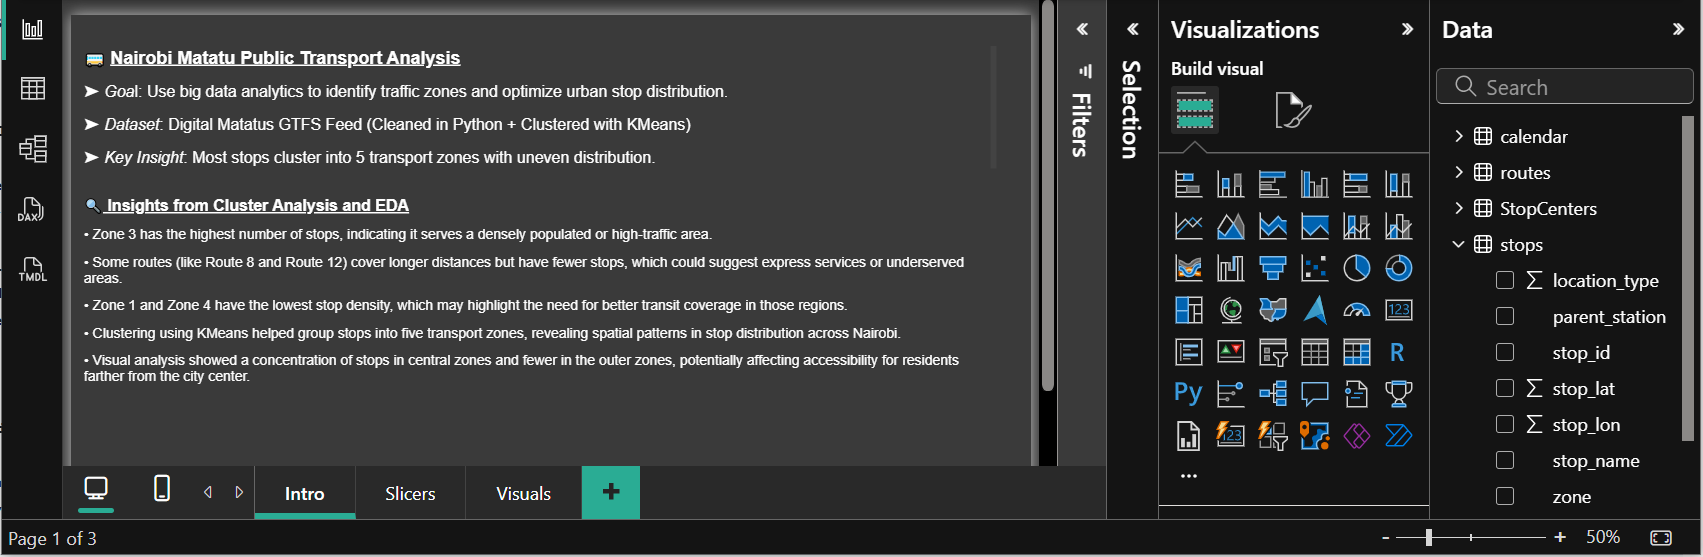 Nairobi Matatu Public Transport Analysis
➤ Goal: Use big data analytics to identify traffic zones and optimize urban stop distribution.
➤ Dataset: Digital Matatus GTFS Feed (Cleaned in Python + Clustered with KMeans)
➤ Key Insight: Most stops cluster into 5 transport zones with uneven distribution.
Insights from Cluster Analysis and EDA
• Zone 3 has the highest number of stops, indicating it serves a densely populated or high-traffic area.
• Some routes (like Route 8 and Route 12) cover longer distances but have fewer stops, which could suggest express services or underserved
areas.
• Zone 1 and Zone 4 have the lowest stop density, which may highlight the need for better transit coverage in those regions.
• Clustering using KMeans helped group stops into five transport zones, revealing spatial patterns in stop distribution across Nairobi.
• Visual analysis showed a concentration of stops in central zones and fewer in the outer zones, potentially affecting accessibility for residents
farther from the city center.
DAX
TMDL
Intro
Slicers
Visuals
+
Page 1 of 3
Filters
Selection
Visualizations
Build visual
123
R
Py
123
...
Data
Search
calendar
routes
StopCenters
stops
Σ location_type
parent_station
stop_id
Σ stop_lat
Σ stop_lon
stop_name
zone
- + 50%